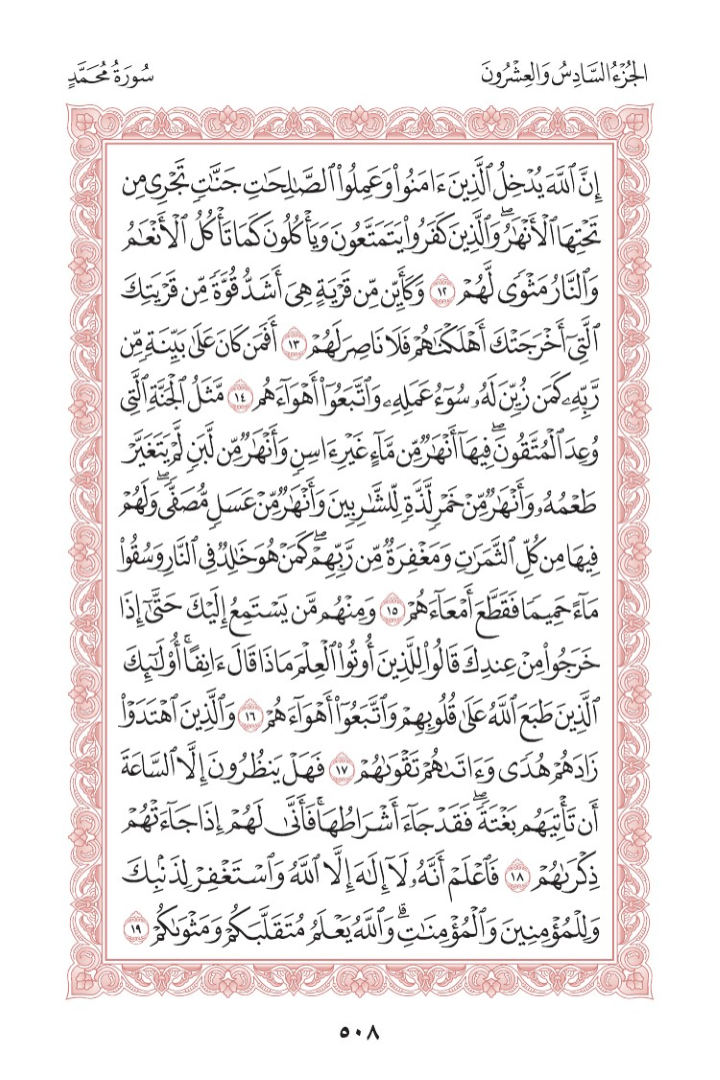 الجُزْءُ السَّادِسُ وَالعِشْرُونَ
سُورَةُ مُحَمَّدٍ
إِنَّ ٱللَّهَ يُدْخِلُ ٱلَّذِينَ ءَامَنُوا۟ وَعَمِلُوا۟ ٱلصَّٰلِحَٰتِ جَنَّٰتٍ تَجْرِى مِن
تَحْتِهَا ٱلْأَنْهَٰرُ ۖ وَٱلَّذِينَ كَفَرُوا۟ يَتَمَتَّعُونَ وَيَأْكُلُونَ كَمَا تَأْكُلُ ٱلْأَنْعَٰمُ
وَٱلنَّارُ مَثْوًى لَّهُمْ ١٢ وَكَأَيِّن مِّن قَرْيَةٍ هِىَ أَشَدُّ قُوَّةً مِّن قَرْيَتِكَ
ٱلَّتِىٓ أَخْرَجَتْكَ أَهْلَكْنَٰهُمْ فَلَا نَاصِرَ لَهُمْ ١٣ أَفَمَن كَانَ عَلَىٰ بَيِّنَةٍ مِّن
رَّبِّهِۦ كَمَن زُيِّنَ لَهُۥ سُوٓءُ عَمَلِهِۦ وَٱتَّبَعُوٓا۟ أَهْوَآءَهُم ١٤ مَّثَلُ ٱلْجَنَّةِ ٱلَّتِى
وُعِدَ ٱلْمُتَّقُونَ ۖ فِيهَآ أَنْهَٰرٌ مِّن مَّآءٍ غَيْرِ ءَاسِنٍ وَأَنْهَٰرٌ مِّن لَّبَنٍ لَّمْ يَتَغَيَّرْ
طَعْمُهُۥ وَأَنْهَٰرٌ مِّنْ خَمْرٍ لَّذَّةٍ لِّلشَّٰرِبِينَ وَأَنْهَٰرٌ مِّنْ عَسَلٍ مُّصَفًّى ۖ وَلَهُمْ
فِيهَا مِن كُلِّ ٱلثَّمَرَٰتِ وَمَغْفِرَةٌ مِّن رَّبِّهِمْ ۖ كَمَنْ هُوَ خَٰلِدٌ فِى ٱلنَّارِ وَسُقُوا۟
مَآءً حَمِيمًا فَقَطَّعَ أَمْعَآءَهُمْ ١٥ وَمِنْهُم مَّن يَسْتَمِعُ إِلَيْكَ حَتَّىٰٓ إِذَا
خَرَجُوا۟ مِنْ عِندِكَ قَالُوا۟ لِلَّذِينَ أُوتُوا۟ ٱلْعِلْمَ مَاذَا قَالَ ءَانِفًا ۚ أُو۟لَٰٓئِكَ
ٱلَّذِينَ طَبَعَ ٱللَّهُ عَلَىٰ قُلُوبِهِمْ وَٱتَّبَعُوٓا۟ أَهْوَآءَهُمْ ١٦ وَٱلَّذِينَ ٱهْتَدَوْا۟
زَادَهُمْ هُدًى وَءَاتَىٰهُمْ تَقْوَىٰهُمْ ١٧ فَهَلْ يَنظُرُونَ إِلَّا ٱلسَّاعَةَ
أَن تَأْتِيَهُم بَغْتَةً ۖ فَقَدْ جَآءَ أَشْرَاطُهَا ۚ فَأَنَّىٰ لَهُمْ إِذَا جَآءَتْهُمْ
ذِكْرَىٰهُمْ ١٨ فَٱعْلَمْ أَنَّهُۥ لَآ إِلَٰهَ إِلَّا ٱللَّهُ وَٱسْتَغْفِرْ لِذَنۢبِكَ
وَلِلْمُؤْمِنِينَ وَٱلْمُؤْمِنَٰتِ ۗ وَٱللَّهُ يَعْلَمُ مُتَقَلَّبَكُمْ وَمَثْوَىٰكُمْ ١٩
٥٠٨